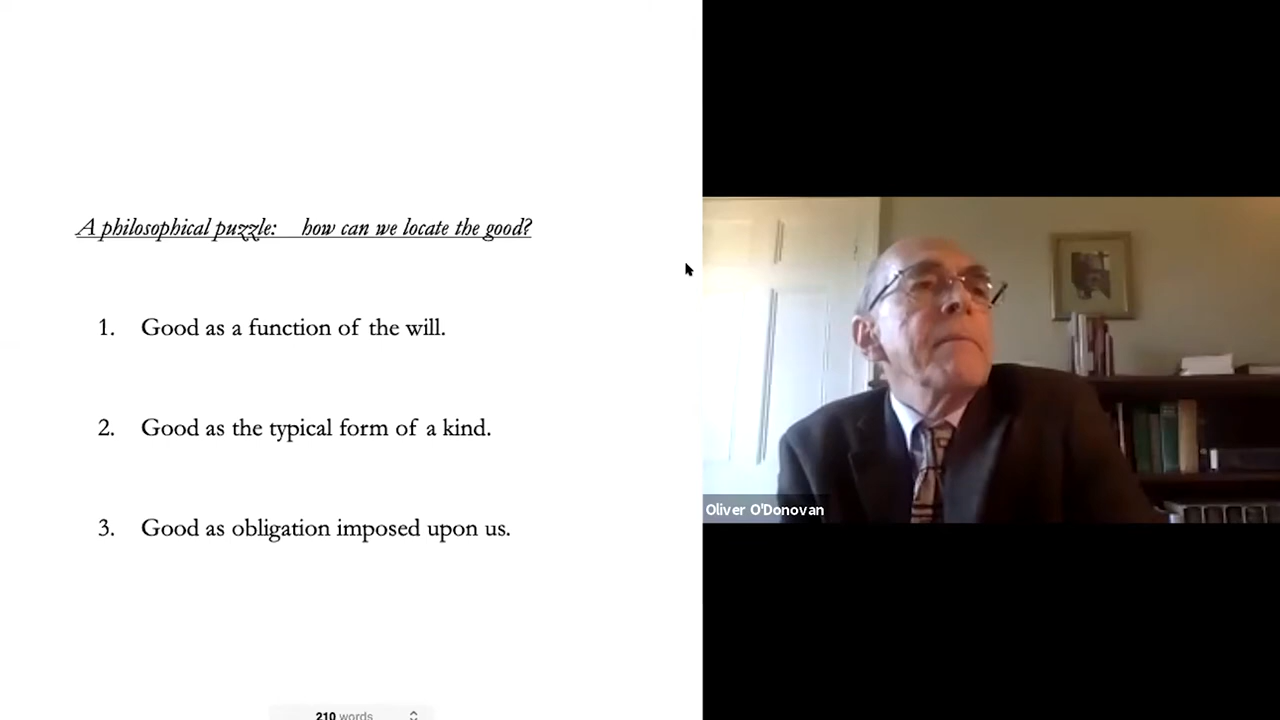 A philosophical puzzle: how can we locate the good?
1. Good as a function of the will.
2. Good as the typical form of a kind.
3. Good as obligation imposed upon us.
Oliver O'Donovan
210 words